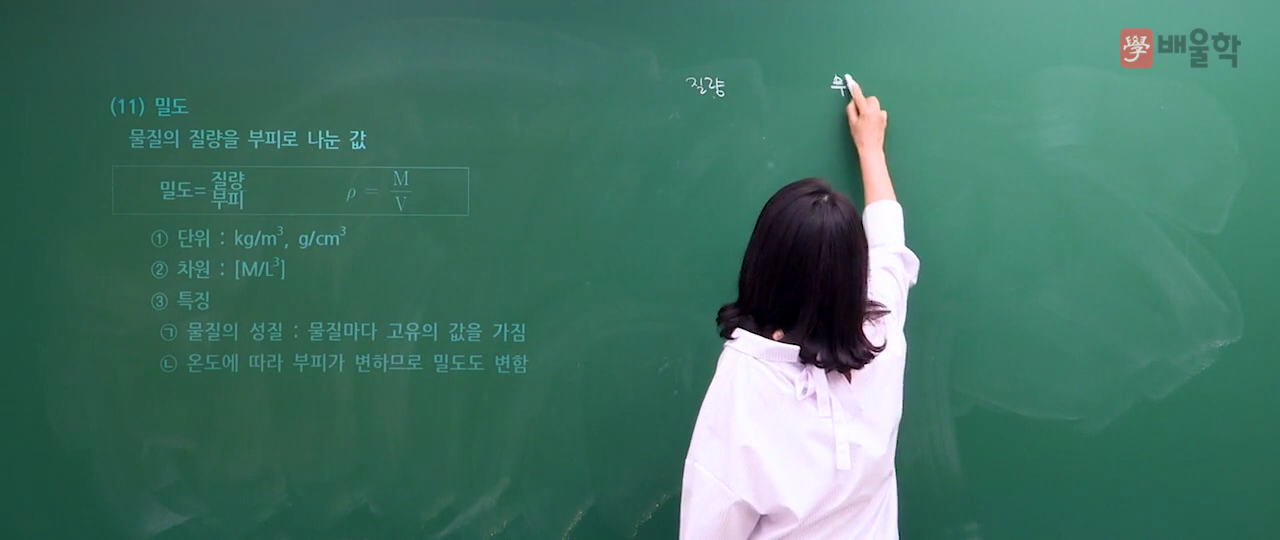 學 배울학
질량 부
(11) 밀도
물질의 질량을 부피로 나눈 값
밀도=질량/부피 ρ = M/V
① 단위 : kg/m³, g/cm³
② 차원 : [M/L³]
③ 특징
㉠ 물질의 성질 : 물질마다 고유의 값을 가짐
㉡ 온도에 따라 부피가 변하므로 밀도도 변함